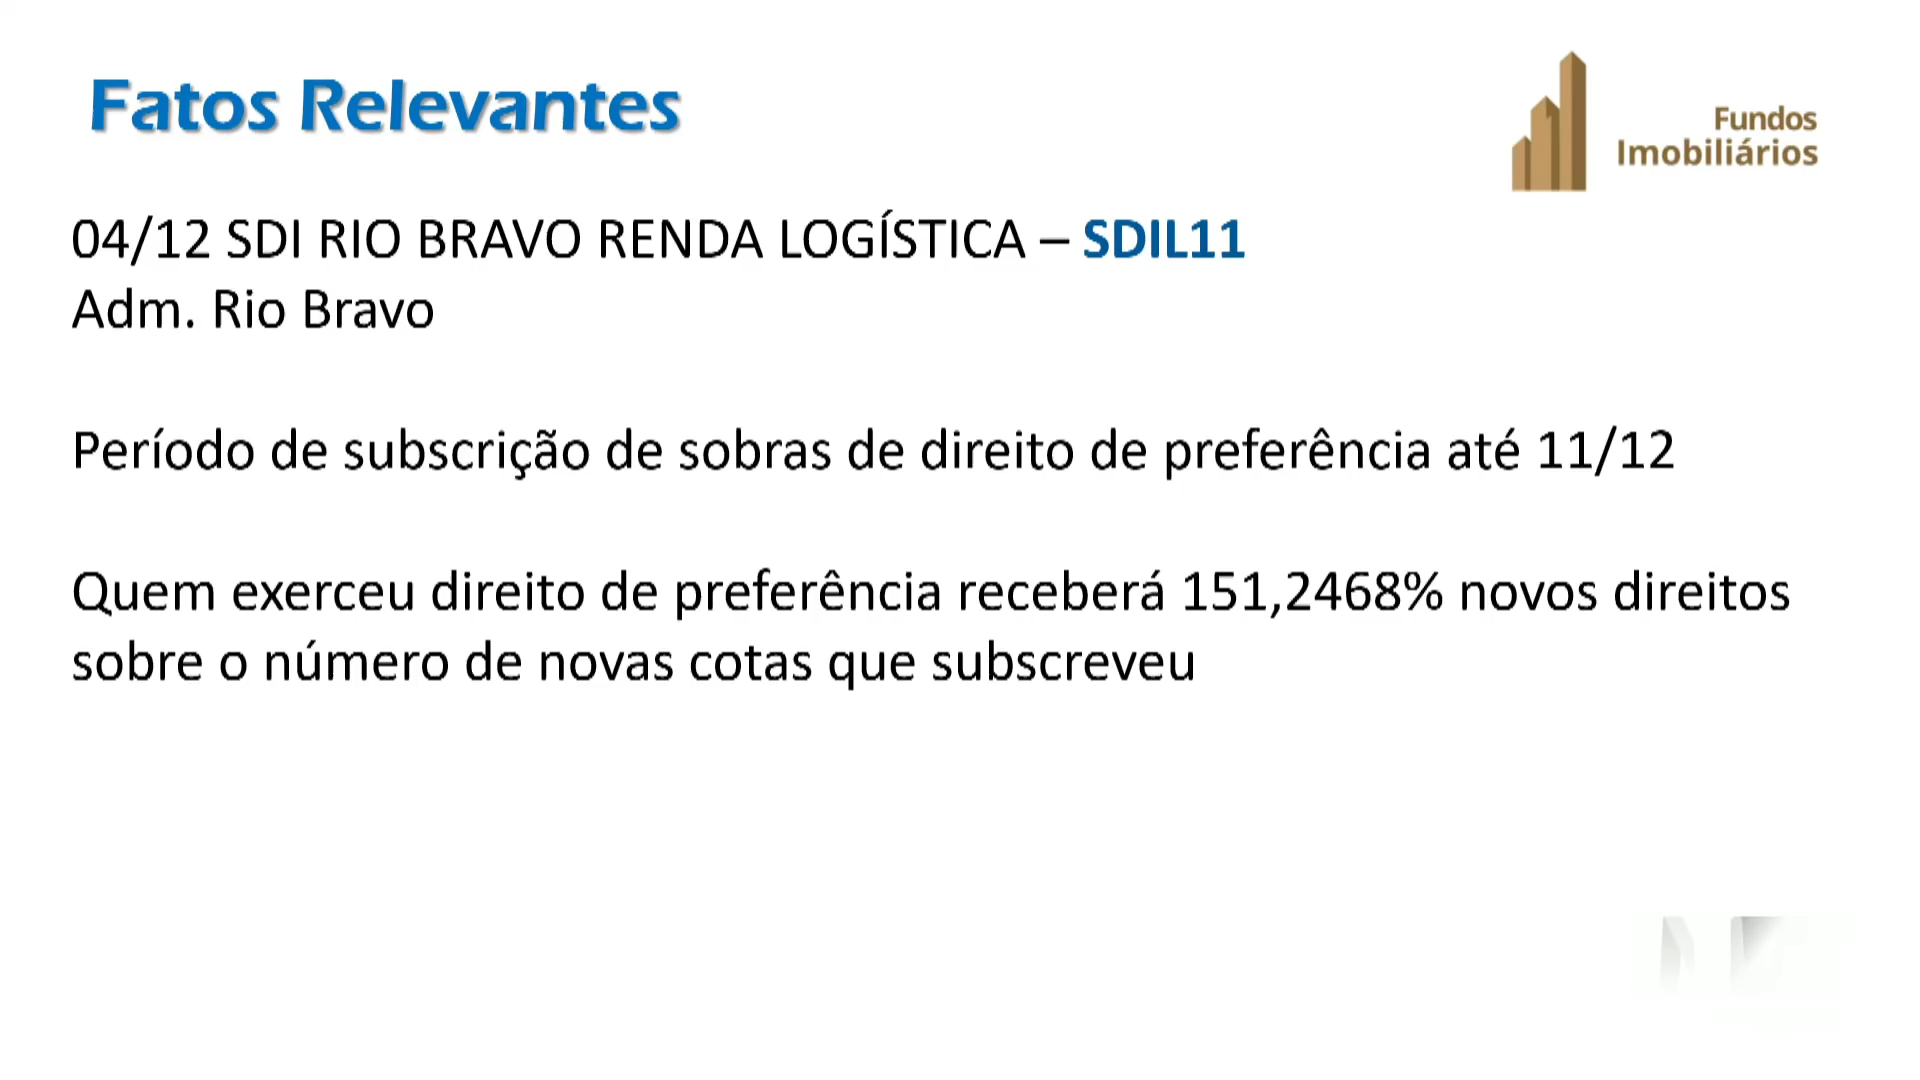 Fatos Relevantes
Fundos
Imobiliários
04/12 SDI RIO BRAVO RENDA LOGÍSTICA – SDIL11
Adm. Rio Bravo
Período de subscrição de sobras de direito de preferência até 11/12
Quem exerceu direito de preferência receberá 151,2468% novos direitos
sobre o número de novas cotas que subscreveu